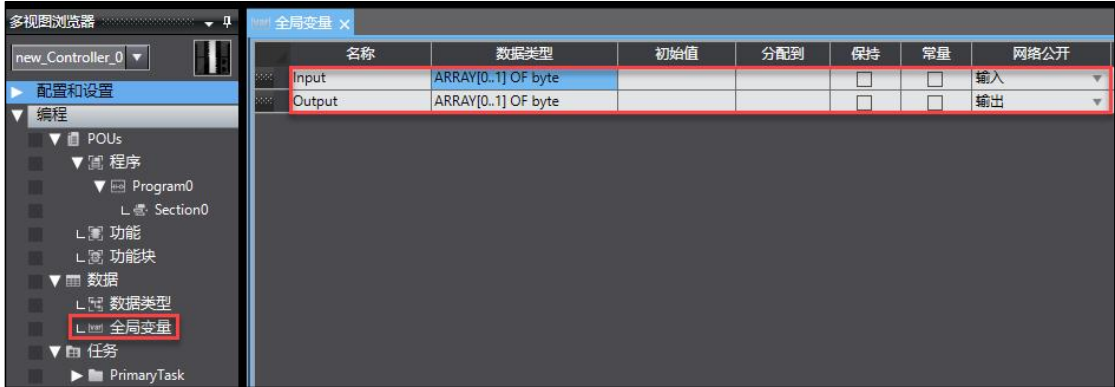 多视图浏览器
new_Controller_0
配置和设置
编程
POUs
程序
Program0
Section0
功能
功能块
数据
数据类型
全局变量
任务
PrimaryTask
全局变量
名称 数据类型 初始值 分配到 保持 常量 网络公开
Input ARRAY[0..1] OF byte 输入
Output ARRAY[0..1] OF byte 输出